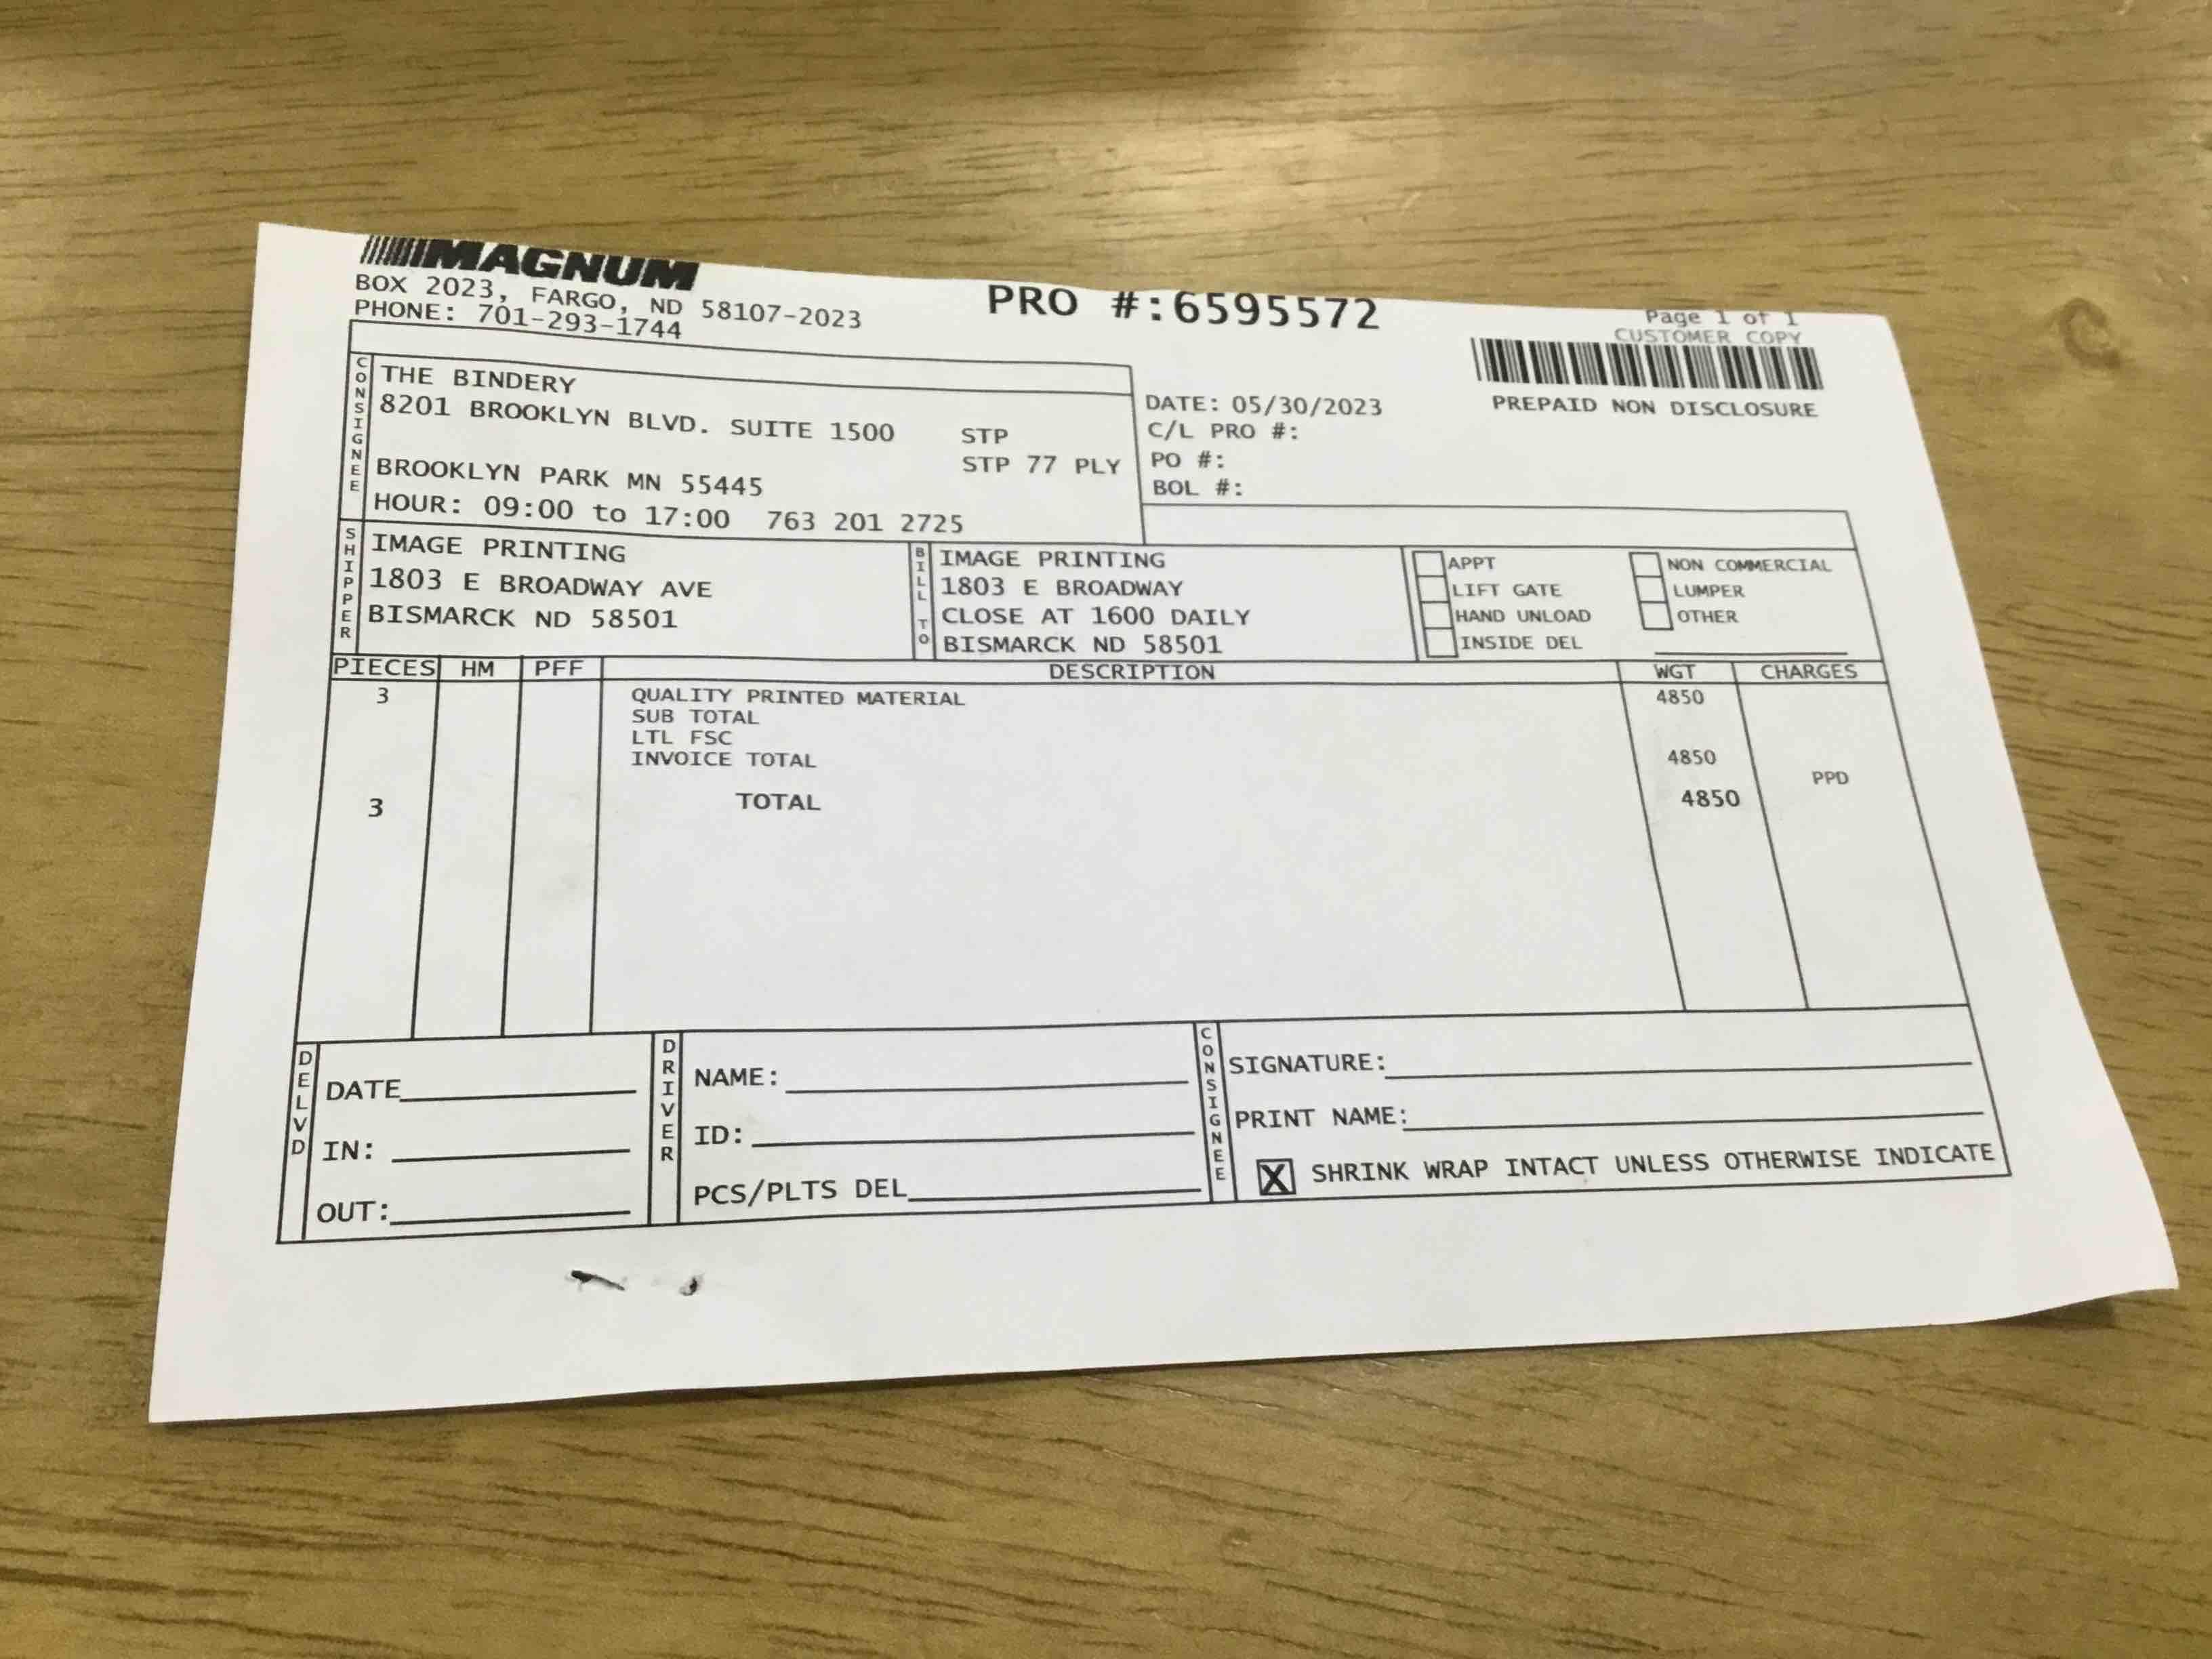 MAGNUM
BOX 2023, FARGO, ND 58107-2023
PHONE: 701-293-1744
PRO #:6595572
Page 1 of 1
CUSTOMER COPY
PREPAID NON DISCLOSURE
CONSIGNEE
THE BINDERY
8201 BROOKLYN BLVD. SUITE 1500 STP
STP 77 PLY
BROOKLYN PARK MN 55445
HOUR: 09:00 to 17:00 763 201 2725
DATE: 05/30/2023
C/L PRO #:
PO #:
BOL #:
SHIPPER
IMAGE PRINTING
1803 E BROADWAY AVE
BISMARCK ND 58501
BILL TO
IMAGE PRINTING
1803 E BROADWAY
CLOSE AT 1600 DAILY
BISMARCK ND 58501
APPT
LIFT GATE
HAND UNLOAD
INSIDE DEL
NON COMMERCIAL
LUMPER
OTHER
PIECES HM PFF DESCRIPTION WGT CHARGES
3 QUALITY PRINTED MATERIAL 4850
SUB TOTAL
LTL FSC
INVOICE TOTAL 4850
PPD
3 TOTAL 4850
DELVD
DATE
IN:
OUT:
DRIVER
NAME:
ID:
PCS/PLTS DEL
CONSIGNEE
SIGNATURE:
PRINT NAME:
X SHRINK WRAP INTACT UNLESS OTHERWISE INDICATE